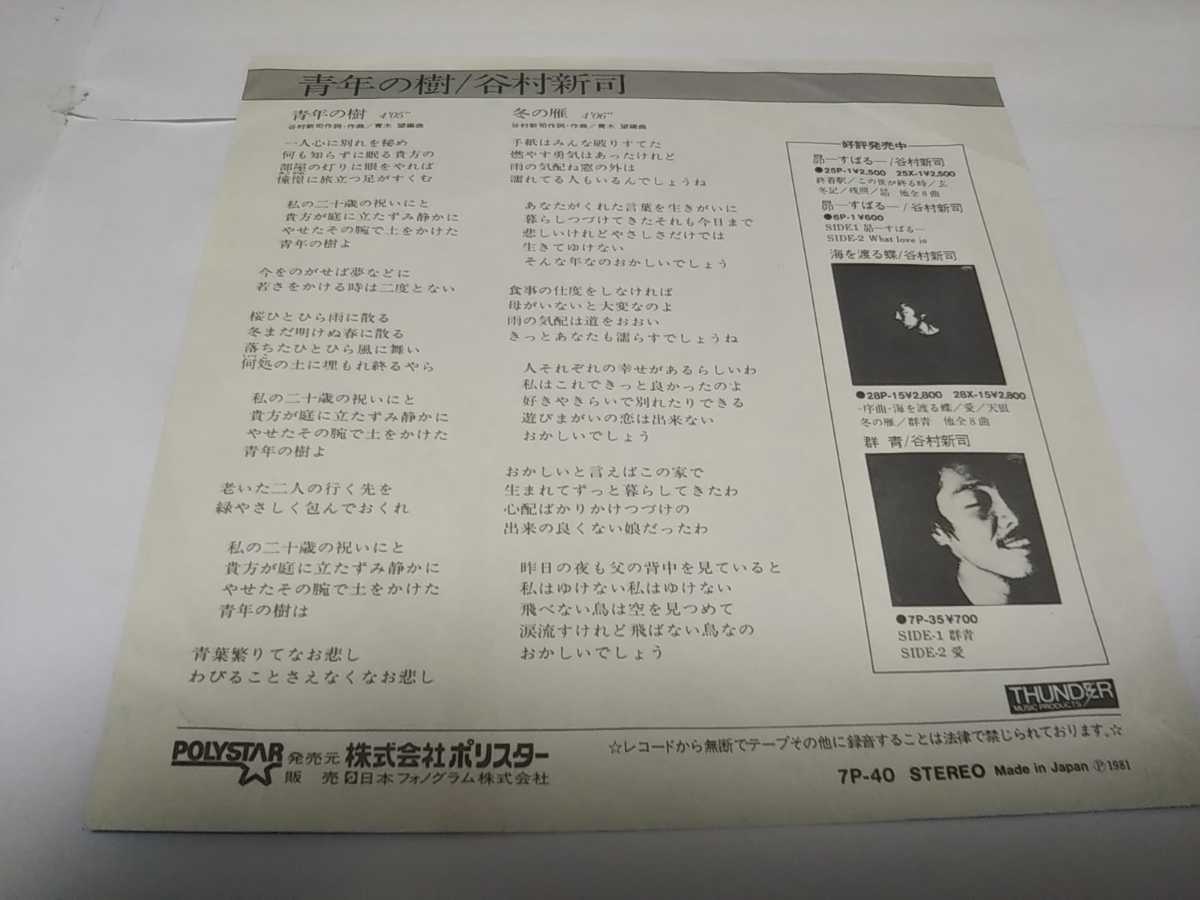 青年の樹/谷村新司
青年の樹 4'05"
谷村新司作詞・作曲/青木 望編曲
一人心に別れを秘め
何も知らずに眠る貴方の
部屋の灯りに眼をやれば
憧憬に旅立つ足がすくむ
私の二十歳の祝いにと
貴方が庭に立たずみ静かに
やせたその腕で土をかけた
青年の樹よ
今をのがせば夢などに
若さをかける時は二度とない
桜ひとひら雨に散る
冬まだ明けぬ春に散る
落ちたひとひら風に舞い
何処の土に埋もれ終るやら
私の二十歳の祝いにと
貴方が庭に立たずみ静かに
やせたその腕で土をかけた
青年の樹よ
老いた二人の行く先を
緑やさしく包んでおくれ
私の二十歳の祝いにと
貴方が庭に立たずみ静かに
やせたその腕で土をかけた
青年の樹は
青葉繁りてなお悲し
わびることさえなくなお悲し
冬の雁 4'06"
谷村新司作詞・作曲/青木 望編曲
手紙はみんな破りすてた
燃やす勇気はあったけれど
雨の気配ね窓の外は
濡れてる人もいるんでしょうね
あなたがくれた言葉を生きがいに
暮らしつづけてきたそれも今日まで
悲しいけれどやさしさだけでは
生きてゆけない
そんな年なのおかしいでしょう
食事の仕度をしなければ
母がいないと大変なのよ
雨の気配は道をおおい
きっとあなたも濡らすでしょうね
人それぞれの幸せがあるらしいわ
私はこれできっと良かったのよ
好きやきらいで別れたりできる
遊びまがいの恋は出来ない
おかしいでしょう
おかしいと言えばこの家で
生まれてずっと暮らしてきたわ
心配ばかりかけつづけの
出来の良くない娘だったわ
昨日の夜も父の背中を見ていると
私はゆけない私はゆけない
飛べない鳥は空を見つめて
涙流すけれど飛ばない鳥なの
おかしいでしょう
好評発売中
昴―すばる―/谷村新司
●25P-1¥2,500 25X-1¥2,500
終着駅/この世が終る時/玄
冬記/残照/昴 他全8曲
昴―すばる―/谷村新司
●6P-1¥600
SIDE1 昴―すばる―
SIDE-2 What love is
海を渡る蝶/谷村新司
●28P-15¥2,800 28X-15¥2,800
-序曲-海を渡る蝶/愛/天狼
冬の雁/群青 他全8曲
群 青/谷村新司
●7P-35¥700
SIDE-1 群青
SIDE-2 愛
THUNDER
MUSIC PRODUCTS
POLYSTAR 発売元 株式会社ポリスター
販 売 日本フォノグラム株式会社
☆レコードから無断でテープその他に録音することは法律で禁じられております。☆
7P-40 STEREO Made in Japan Ⓟ1981